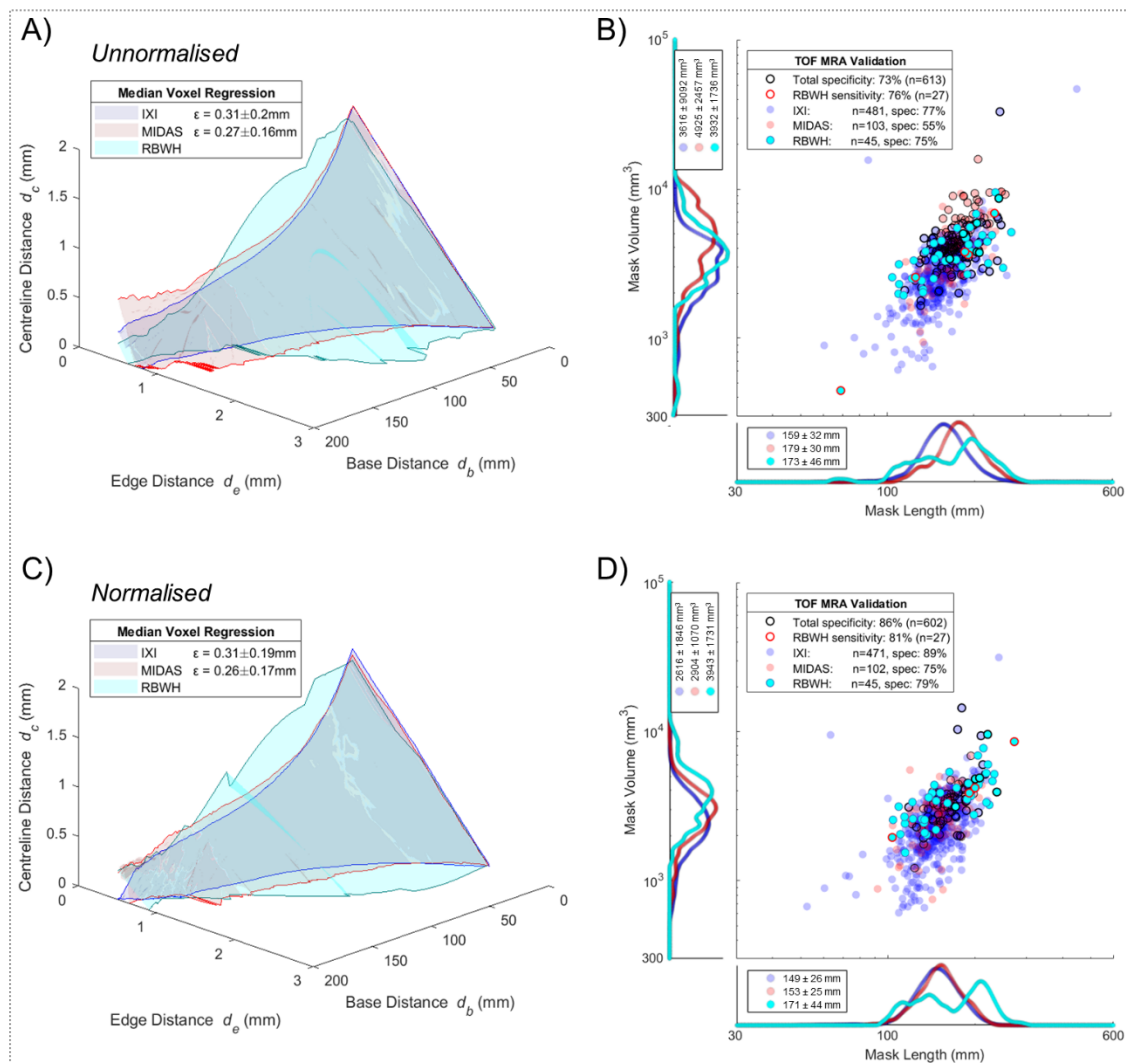 A)
Unnormalised
Median Voxel Regression
IXI ε = 0.31±0.2mm
MIDAS ε = 0.27±0.16mm
RBWH
Centreline Distance d_c (mm)
2
1.5
1
0.5
0
0
1
2
3
Edge Distance d_e (mm)
200
150
100
50
0
Base Distance d_b (mm)
B)
10^5
10^4
10^3
300
Mask Volume (mm^3)
3616 ± 9092 mm³
4925 ± 2457 mm³
3932 ± 1736 mm³
TOF MRA Validation
Total specificity: 73% (n=613)
RBWH sensitivity: 76% (n=27)
IXI: n=481, spec: 77%
MIDAS: n=103, spec: 55%
RBWH: n=45, spec: 75%
159 ± 32 mm
179 ± 30 mm
173 ± 46 mm
30
100
600
Mask Length (mm)
C)
Normalised
Median Voxel Regression
IXI ε = 0.31±0.19mm
MIDAS ε = 0.26±0.17mm
RBWH
Centreline Distance d_c (mm)
2
1.5
1
0.5
0
0
1
2
3
Edge Distance d_e (mm)
200
150
100
50
0
Base Distance d_b (mm)
D)
10^5
10^4
10^3
300
Mask Volume (mm^3)
2616 ± 1846 mm³
2904 ± 1070 mm³
3943 ± 1731 mm³
TOF MRA Validation
Total specificity: 86% (n=602)
RBWH sensitivity: 81% (n=27)
IXI: n=471, spec: 89%
MIDAS: n=102, spec: 75%
RBWH: n=45, spec: 79%
149 ± 26 mm
153 ± 25 mm
171 ± 44 mm
30
100
600
Mask Length (mm)